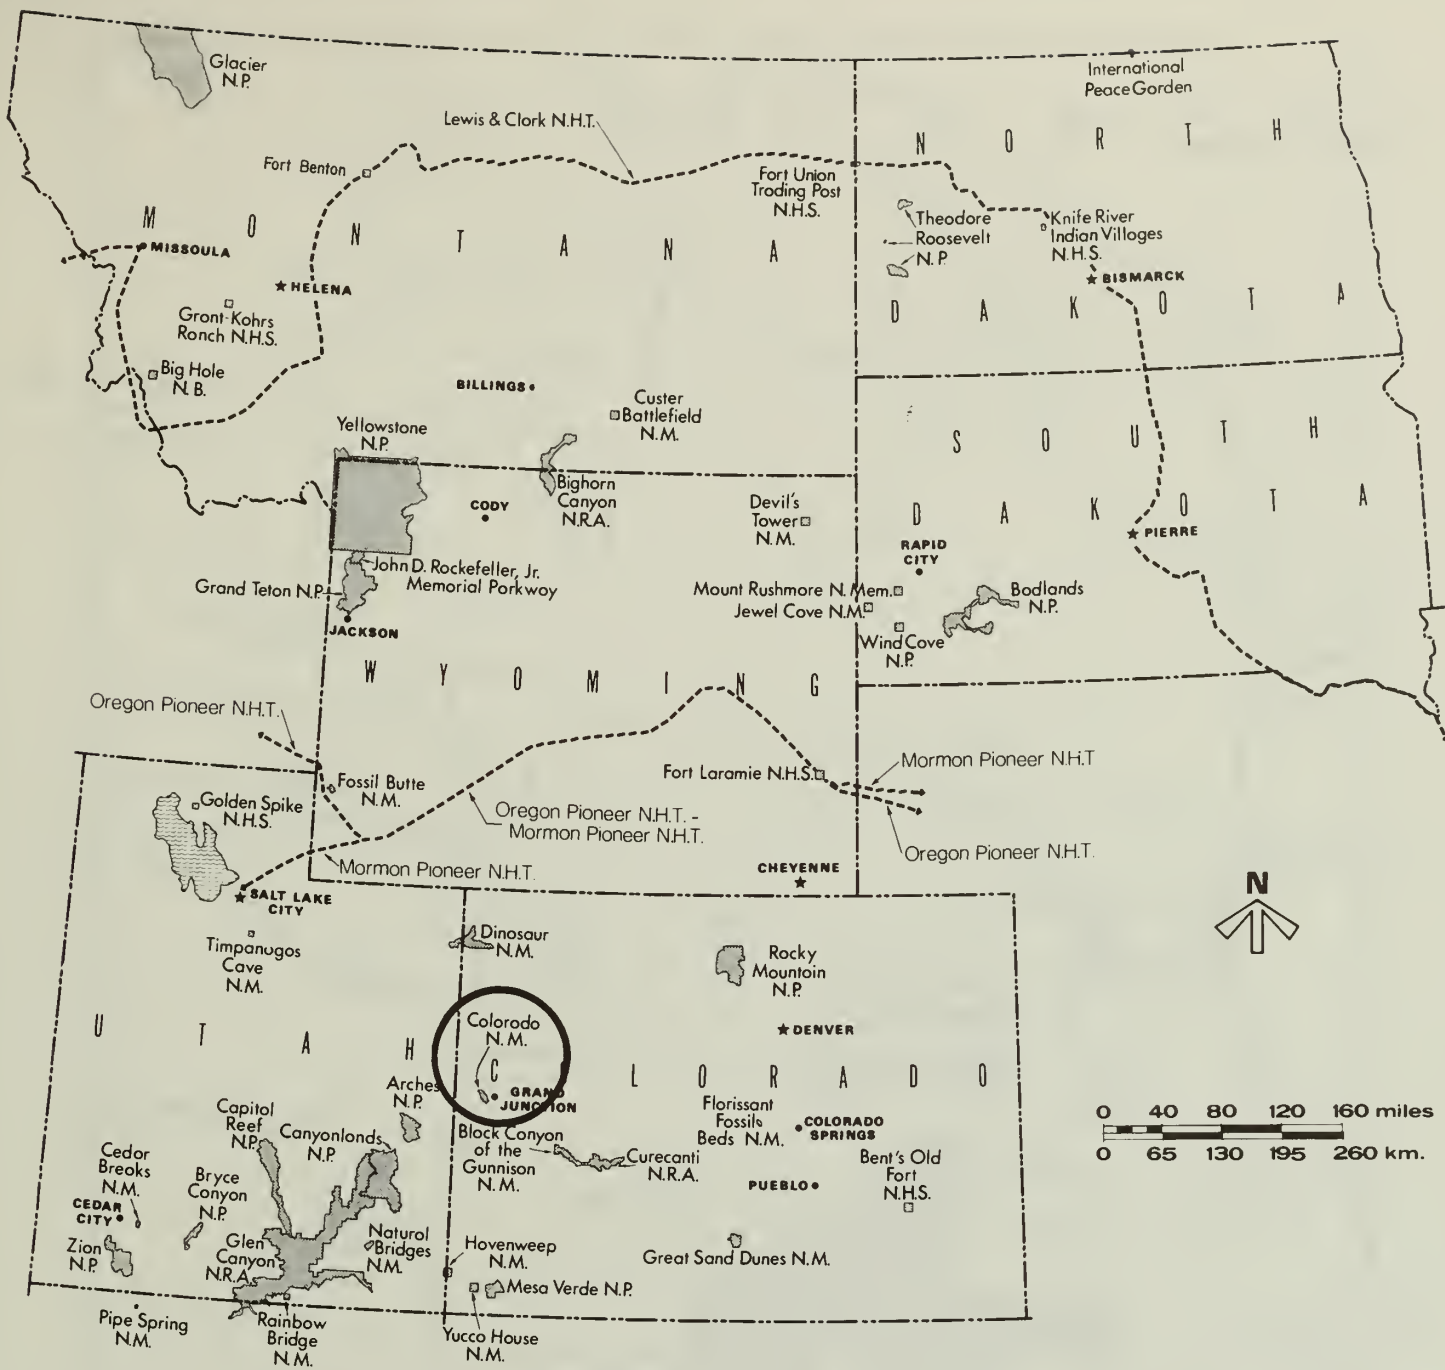 Glacier
N.P.
International
Peace Gorden
Lewis & Clork N.H.T.
N O R T H
Fort Benton
Fort Union
Troding Post
N.H.S.
M O N T A N A
Theodore
Roosevelt
N.P.
Knife River
Indian Villoges
N.H.S.
MISSOULA
HELENA
BISMARCK
Gront-Kohrs
Ronch N.H.S.
D A K O T A
Big Hole
N.B.
BILLINGS
Custer
Battlefield
N.M.
Yellowstone
N.P.
S O U T H
Bighorn
Canyon
N.R.A.
CODY
Devil's
Tower
N.M.
D A K O T A
RAPID
CITY
PIERRE
John D. Rockefeller, Jr.
Memorial Porkwoy
Grand Teton N.P.
JACKSON
Mount Rushmore N. Mem.
Jewel Cove N.M.
Bodlands
N.P.
Wind Cove
N.P.
W Y O M I N G
Oregon Pioneer N.H.T.
Mormon Pioneer N.H.T
Fort Laramie N.H.S.
Fossil Butte
N.M.
Golden Spike
N.H.S.
Oregon Pioneer N.H.T. -
Mormon Pioneer N.H.T.
Oregon Pioneer N.H.T.
Mormon Pioneer N.H.T.
CHEYENNE
SALT LAKE
CITY
N
Timpanugos
Cave
N.M.
Dinosaur
N.M.
Rocky
Mountain
N.P.
U T A H
Colorodo
N.M.
DENVER
C O L O R A D O
GRAND
JUNCTION
Arches
N.P.
Florissant
Fossils
Beds N.M.
COLORADO
SPRINGS
0 40 80 120 160 miles
0 65 130 195 260 km.
Capitol
Reef
N.P.
Canyonlonds
N.P.
Block Conyon
of the
Gunnison
N.M.
Curecanti
N.R.A.
Bent's Old
Fort
N.H.S.
PUEBLO
Cedor
Breoks
N.M.
Bryce
Conyon
N.P.
CEDAR
CITY
Zion
N.P.
Glen
Canyon
N.R.A.
Noturol
Bridges
N.M.
Hovenweep
N.M.
Great Sand Dunes N.M.
Mesa Verde N.P.
Pipe Spring
N.M.
Rainbow
Bridge
N.M.
Yucco House
N.M.